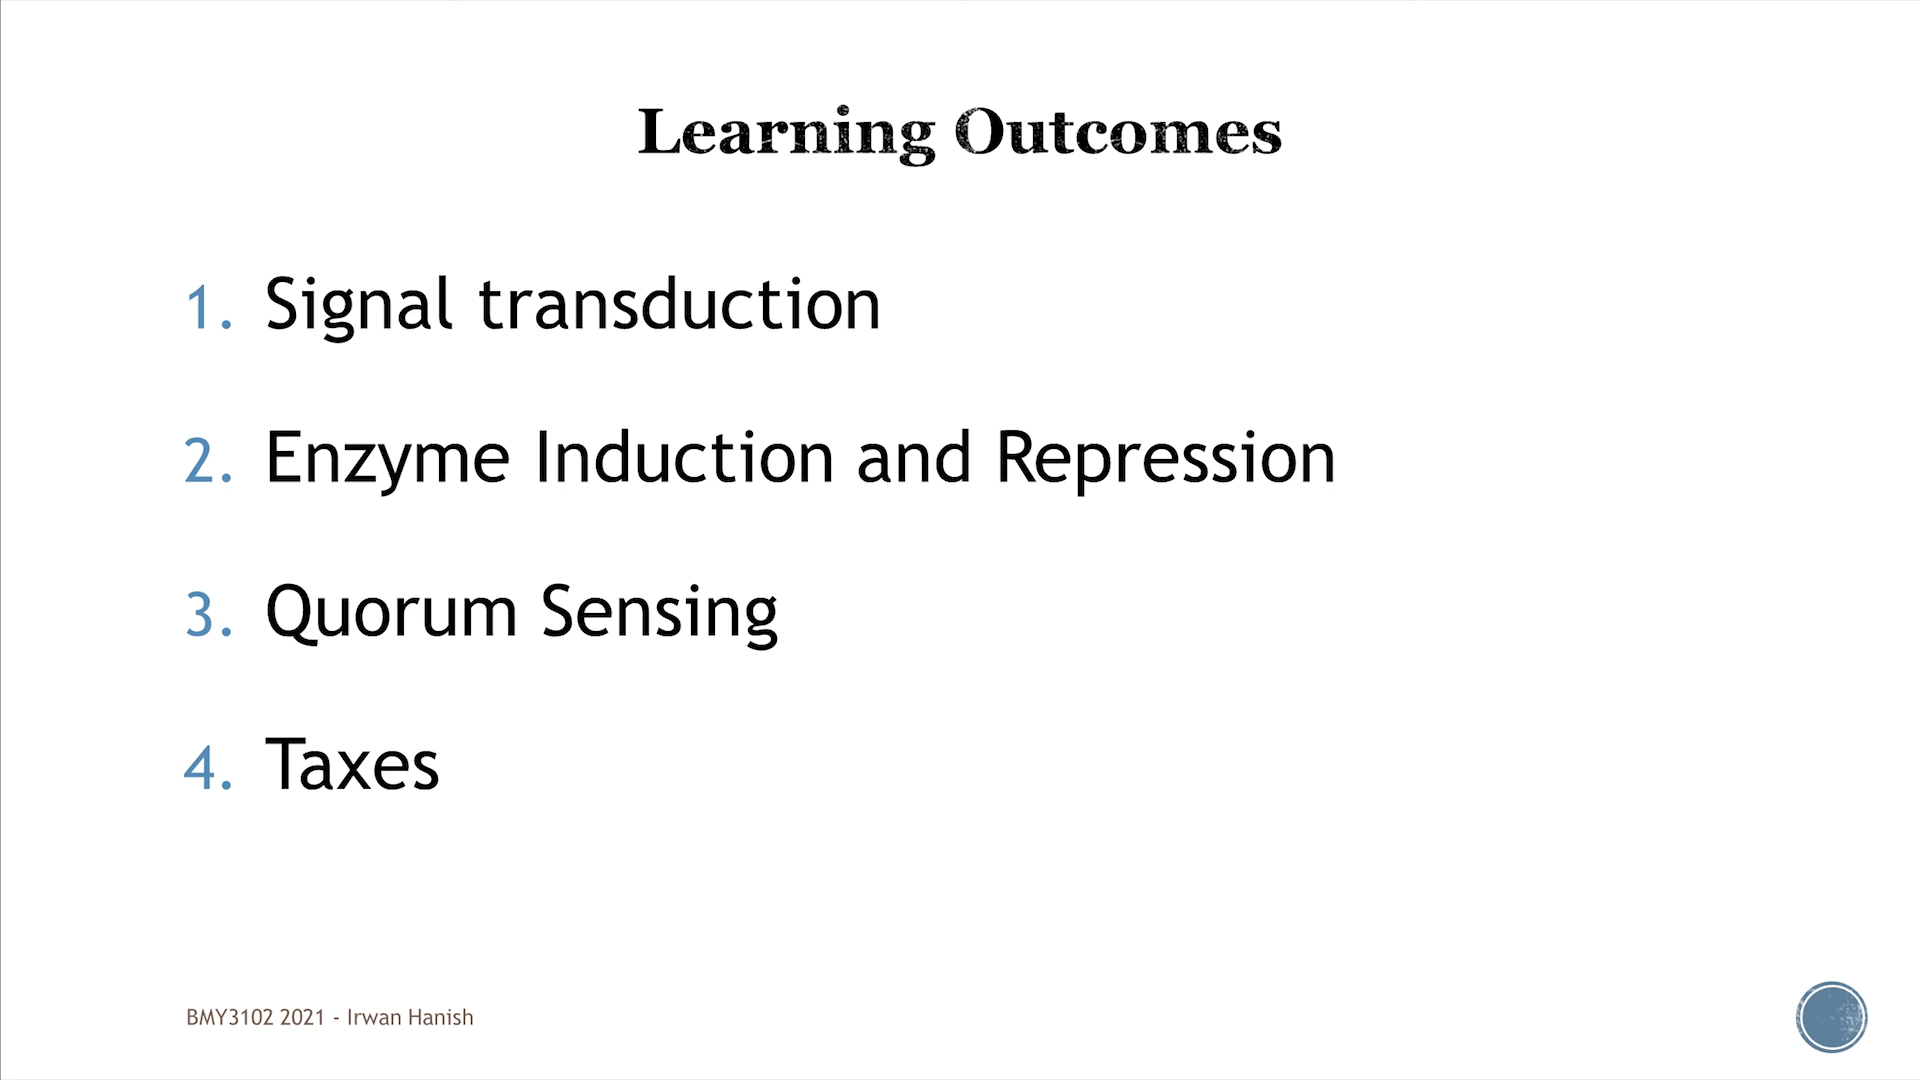 Learning Outcomes
1. Signal transduction
2. Enzyme Induction and Repression
3. Quorum Sensing
4. Taxes
BMY3102 2021 - Irwan Hanish